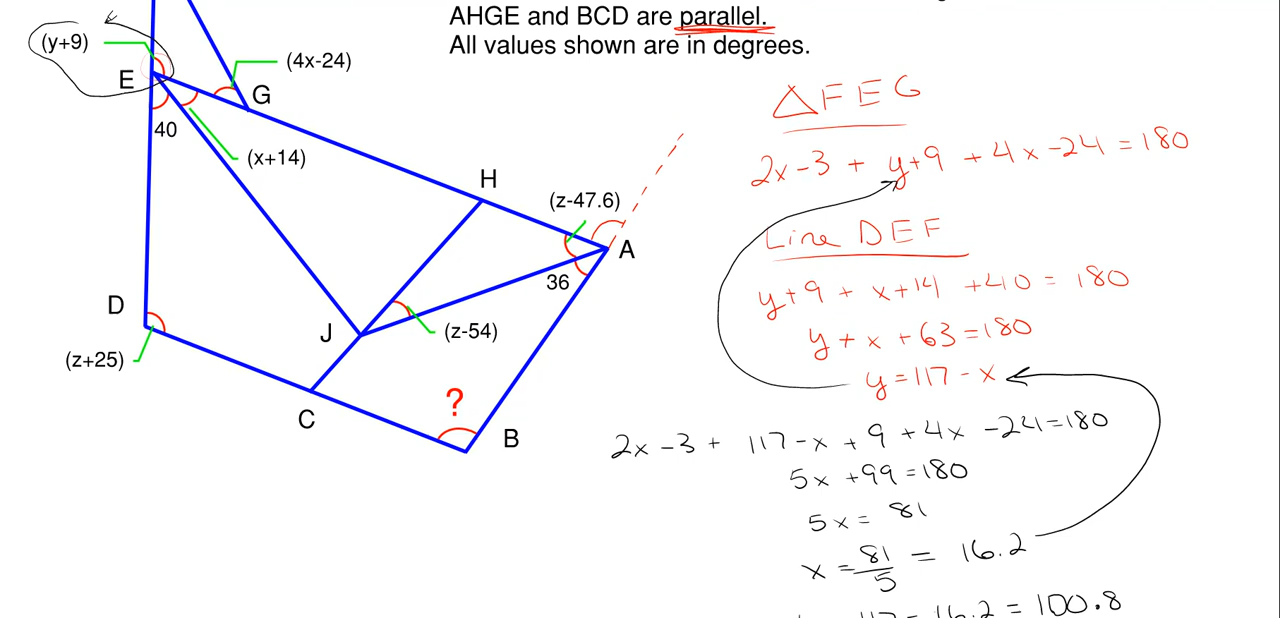 AHGE and BCD are parallel.
All values shown are in degrees.
(y+9)
(4x-24)
E
G
40
(x+14)
H
(z-47.6)
A
36
D
J
(z-54)
(z+25)
C
?
B
△FEG
2x-3 + y+9 + 4x-24=180
Line DEF
y+9 + x+14 +40= 180
y+x+63=180
y=117-x
2x-3+ 117-x+9+4x-24=180
5x+99=180
5x= 81
x=81/5 = 16.2
16.2=100.8